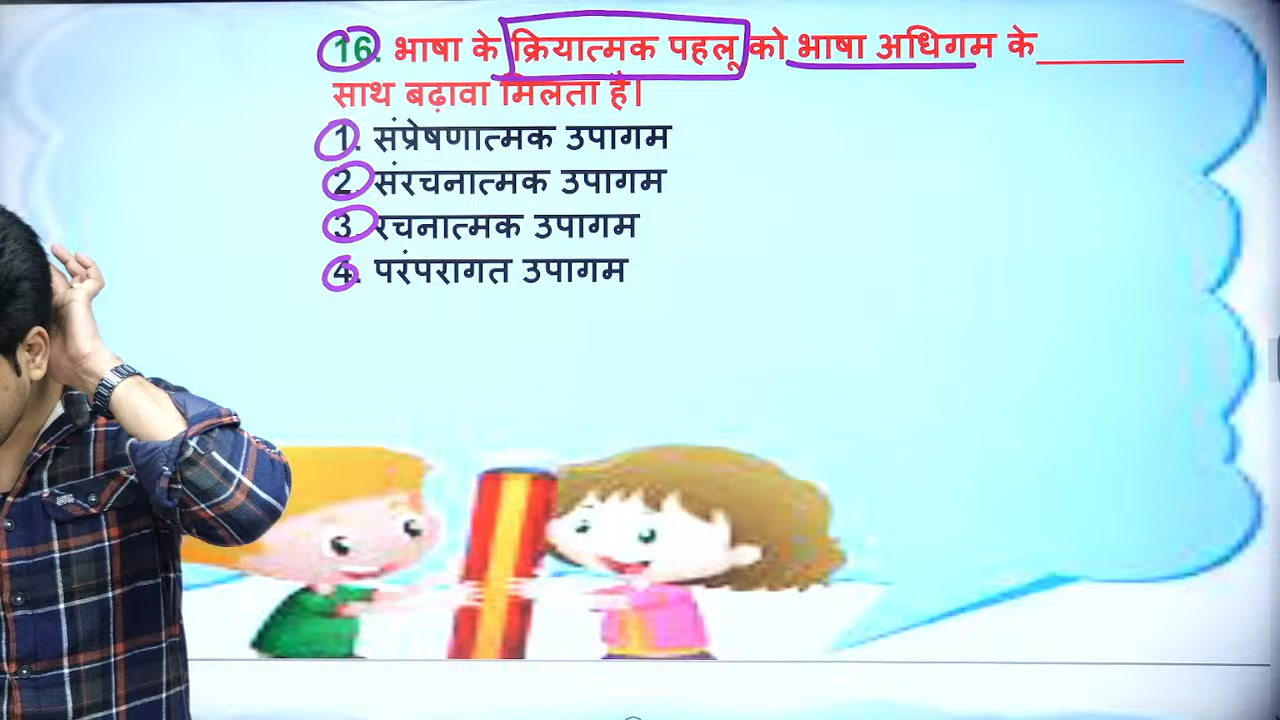 16. भाषा के क्रियात्मक पहलू को भाषा अधिगम के________
साथ बढ़ावा मिलता है।
1. संप्रेषणात्मक उपागम
2. संरचनात्मक उपागम
3. रचनात्मक उपागम
4. परंपरागत उपागम